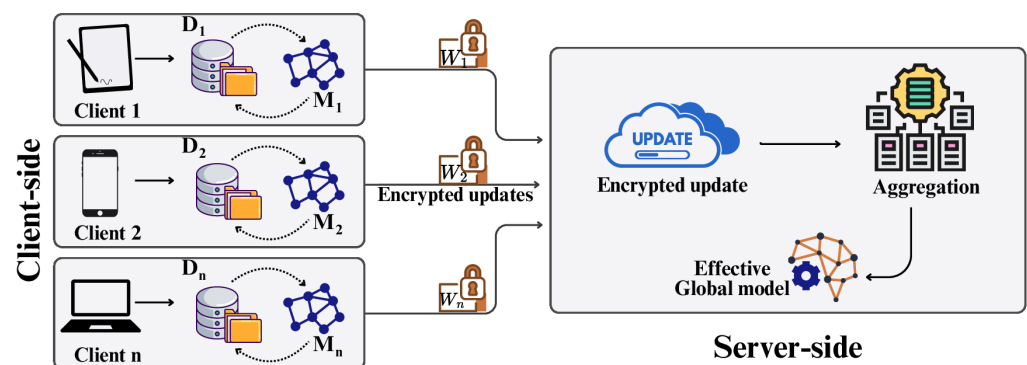 Client-side
D1
Client 1
M1
W1
D2
Client 2
M2
W2
Encrypted updates
Dn
Client n
Mn
Wn
UPDATE
Encrypted update
Aggregation
Effective
Global model
Server-side